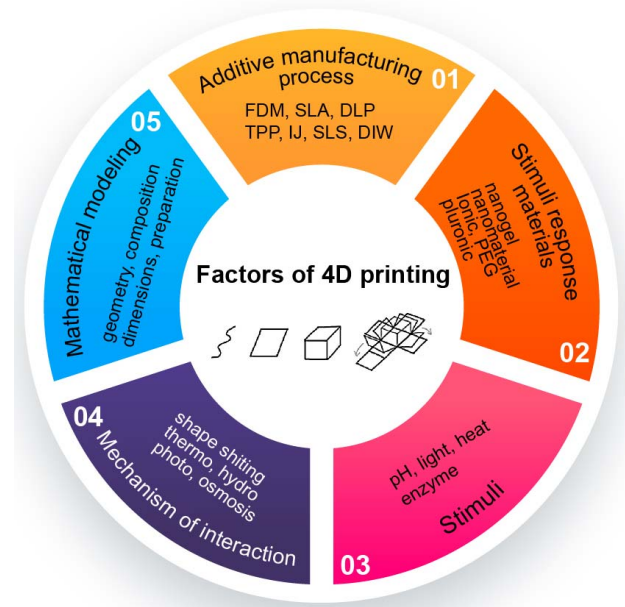 Additive manufacturing
process
01
FDM, SLA, DLP
TPP, IJ, SLS, DIW
Stimuli response
materials
nanogel
nanomaterial
Ionic, PEG
pluronic
02
pH, light, heat
enzyme
Stimuli
03
04
shape shiting
thermo, hydro
photo, osmosis
Mechanism of interaction
05
Mathematical modeling
geometry, composition
dimensions, preparation
Factors of 4D printing